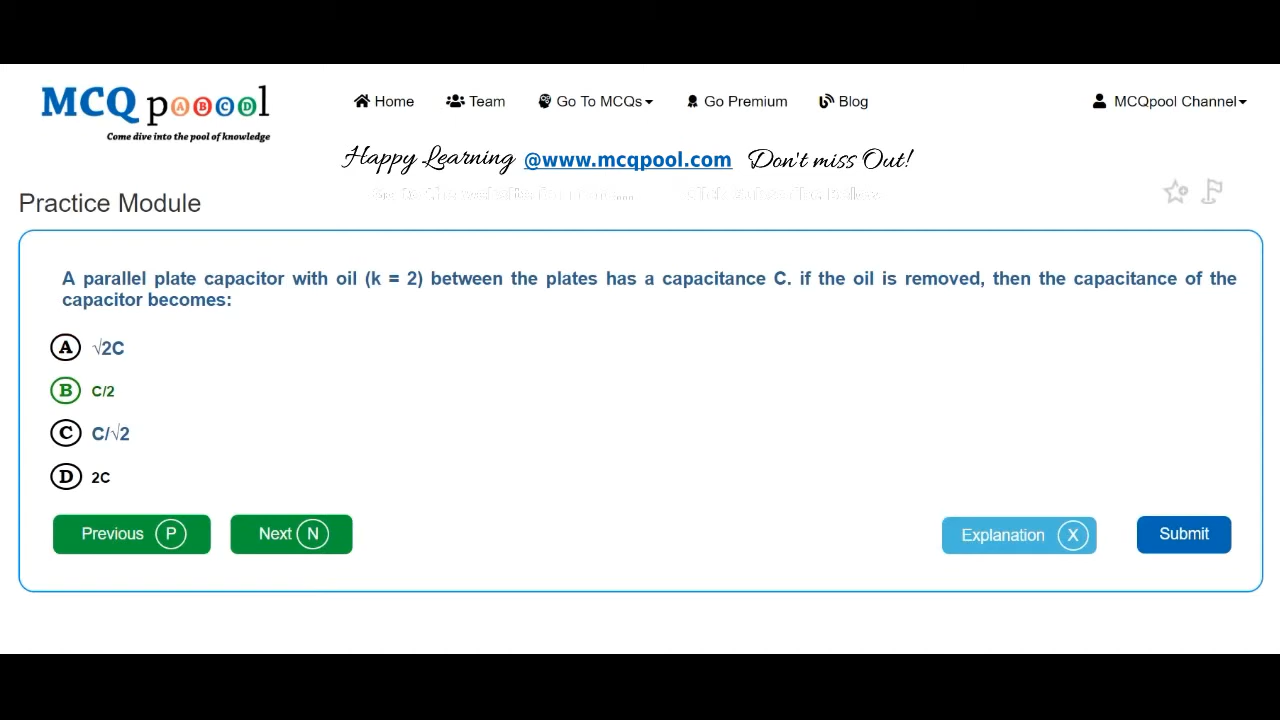 MCQ pooool
Come dive into the pool of knowledge
Home Team Go To MCQs Go Premium Blog MCQpool Channel
Happy Learning @www.mcqpool.com Don't miss Out!
Practice Module
A parallel plate capacitor with oil (k = 2) between the plates has a capacitance C. if the oil is removed, then the capacitance of the
capacitor becomes:
A √2C
B C/2
C C/√2
D 2C
Previous P Next N Explanation X Submit